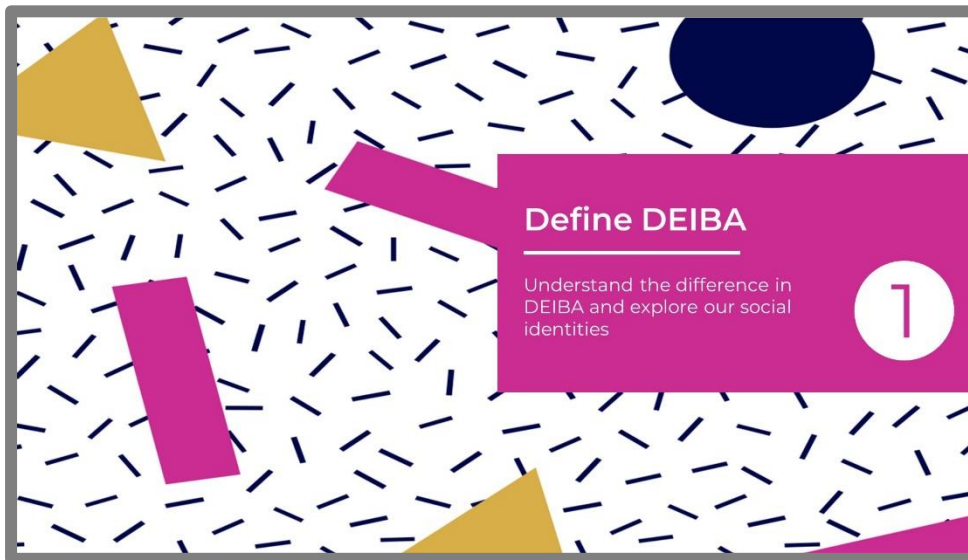 Define DEIBA
Understand the difference in
DEIBA and explore our social
identities
1